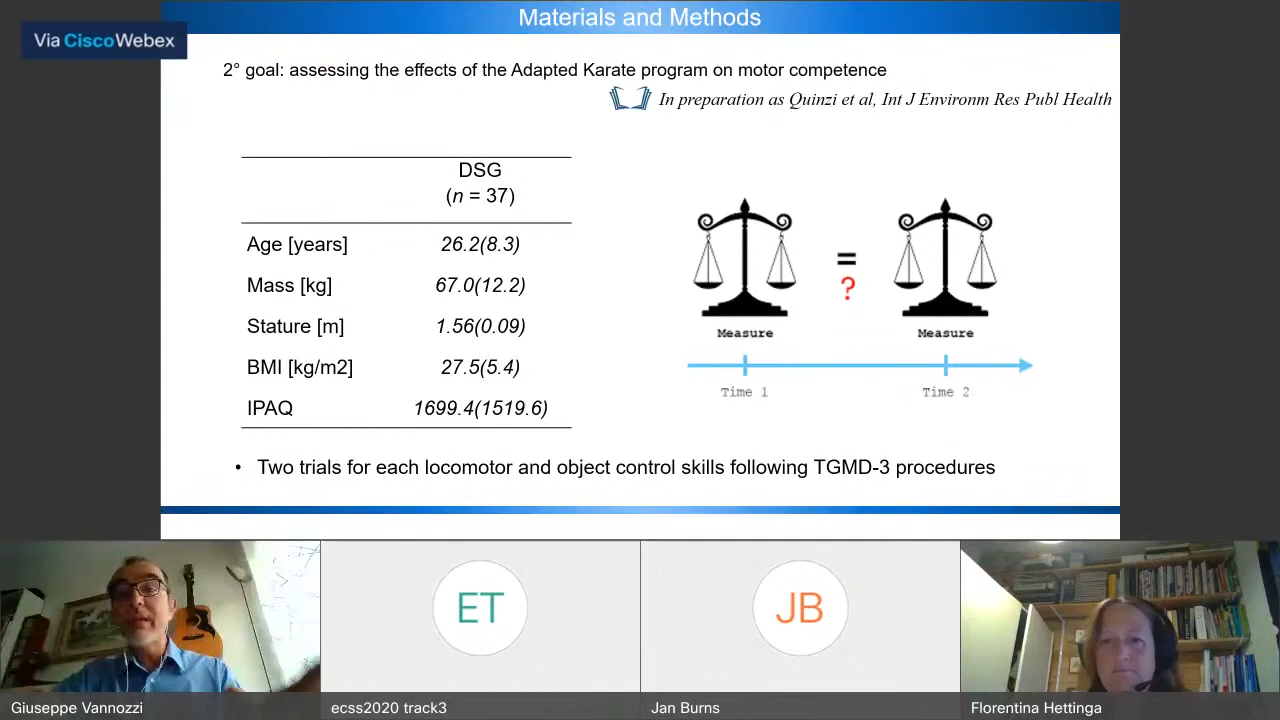 Materials and Methods
Via CiscoWebex
2° goal: assessing the effects of the Adapted Karate program on motor competence
In preparation as Quinzi et al, Int J Environm Res Publ Health
DSG
(n = 37)
Age [years] 26.2(8.3)
Mass [kg] 67.0(12.2)
Stature [m] 1.56(0.09)
BMI [kg/m2] 27.5(5.4)
IPAQ 1699.4(1519.6)
=
?
Measure Measure
Time 1 Time 2
• Two trials for each locomotor and object control skills following TGMD-3 procedures
ET JB
Giuseppe Vannozzi ecss2020 track3 Jan Burns Florentina Hettinga